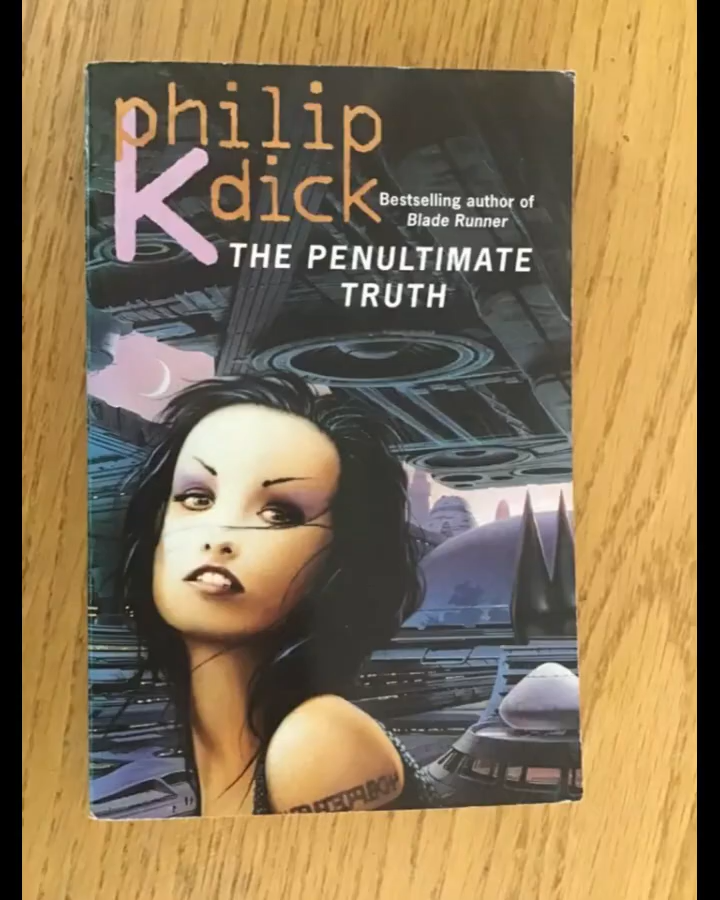 philip
K dick
Bestselling author of
Blade Runner
THE PENULTIMATE
TRUTH